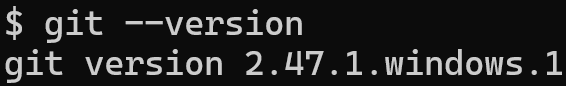 $ git --version
git version 2.47.1.windows.1